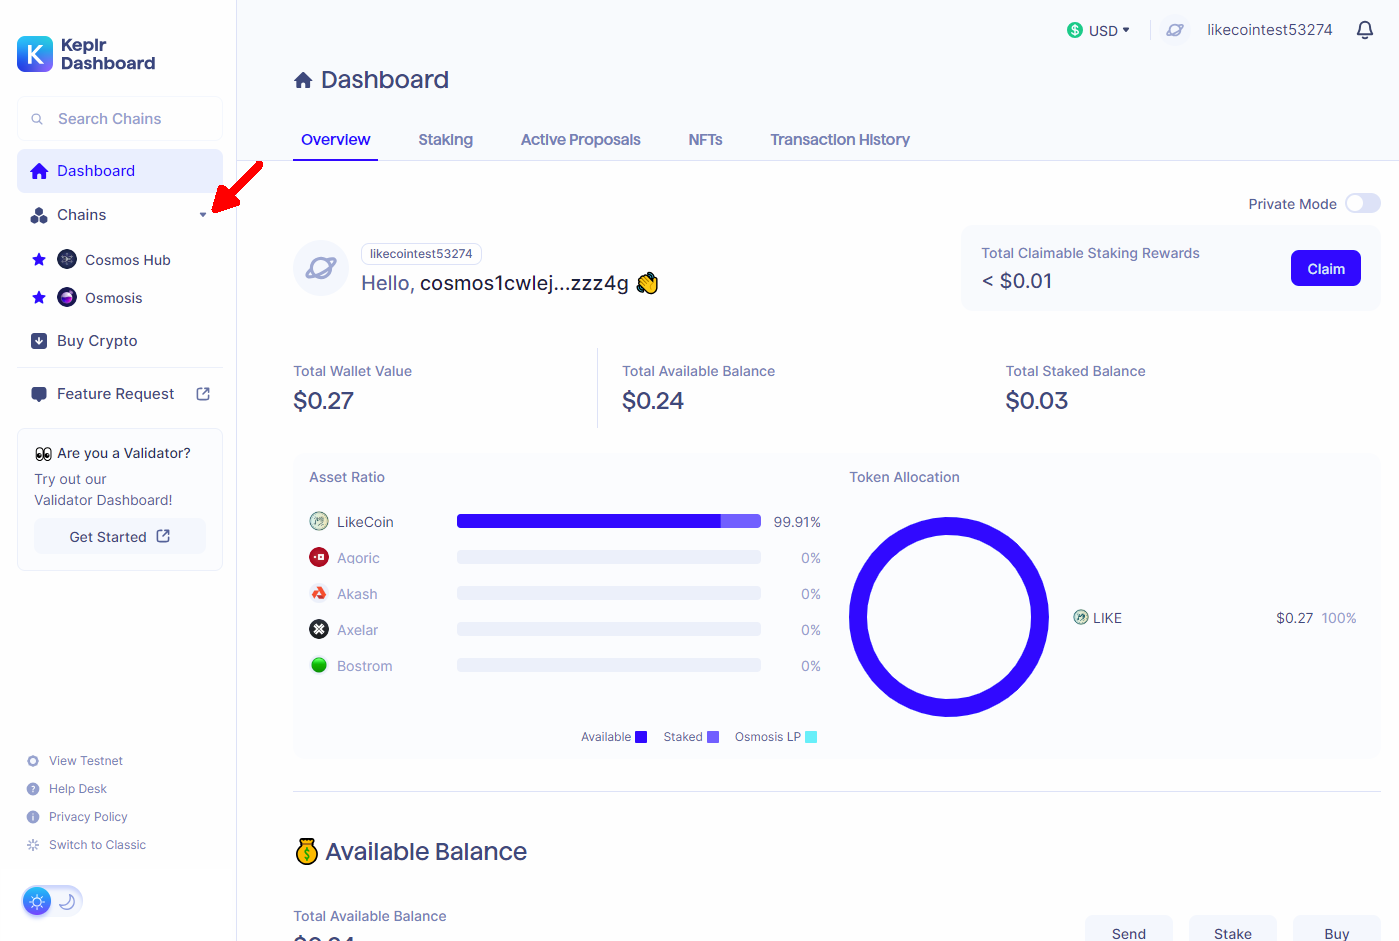 Keplr
Dashboard
Search Chains
Dashboard
Chains
Cosmos Hub
Osmosis
Buy Crypto
Feature Request
Are you a Validator?
Try out our
Validator Dashboard!
Get Started
View Testnet
Help Desk
Privacy Policy
Switch to Classic
USD
likecointest53274
Dashboard
Overview Staking Active Proposals NFTs Transaction History
Private Mode
likecointest53274
Hello, cosmos1cwlej...zzz4g
Total Claimable Staking Rewards
< $0.01
Claim
Total Wallet Value
$0.27
Total Available Balance
$0.24
Total Staked Balance
$0.03
Asset Ratio
LikeCoin 99.91%
Agoric 0%
Akash 0%
Axelar 0%
Bostrom 0%
Available Staked Osmosis LP
Token Allocation
LIKE $0.27 100%
Available Balance
Total Available Balance
$0.24
Send Stake Buy